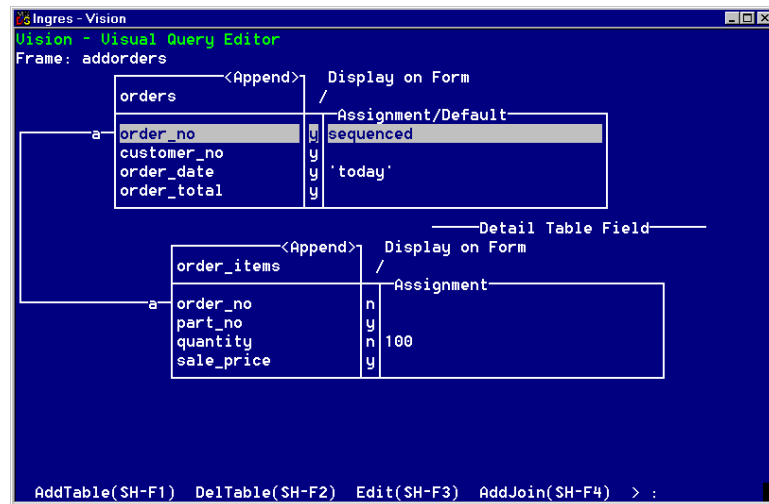 Ingres - Vision
Vision - Visual Query Editor
Frame: addorders
<Append> Display on Form
orders /
Assignment/Default
a order_no y sequenced
customer_no y
order_date y 'today'
order_total y
Detail Table Field
<Append> Display on Form
order_items /
Assignment
a order_no n
part_no y
quantity n 100
sale_price y
AddTable(SH-F1) DelTable(SH-F2) Edit(SH-F3) AddJoin(SH-F4) > :